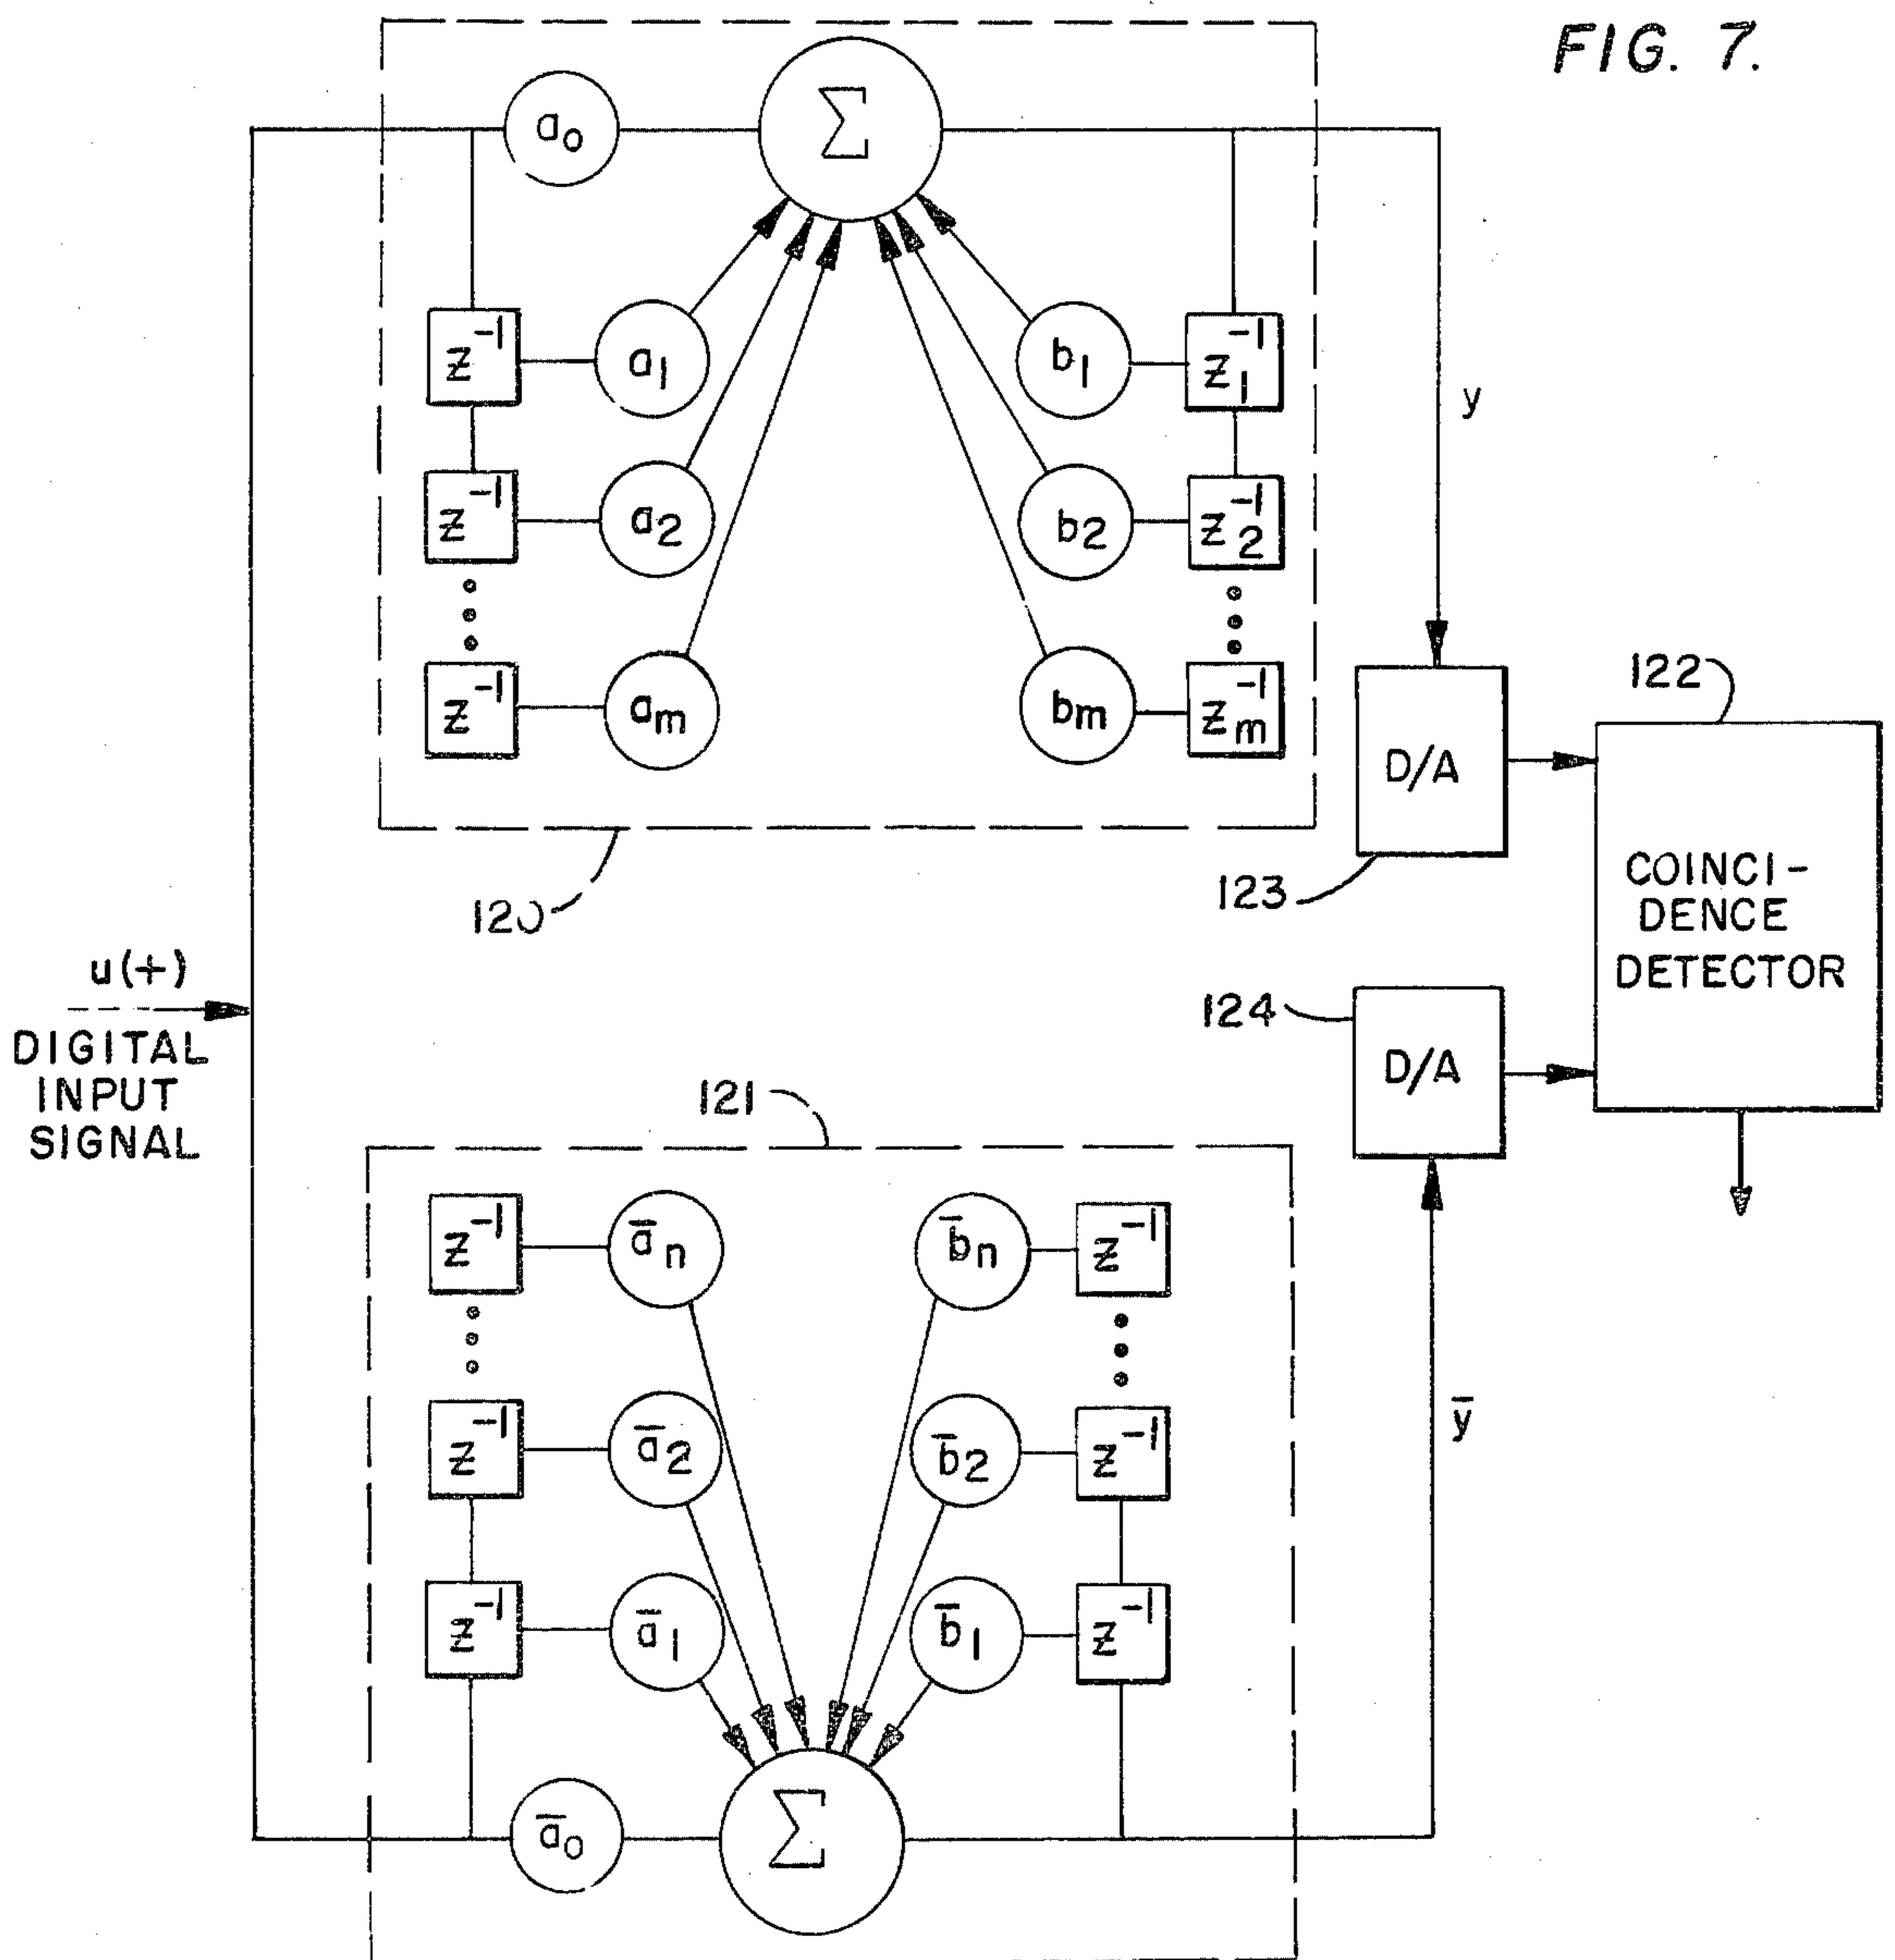 FIG. 7.
a₀
Σ
z⁻¹
a₁
b₁
z₁⁻¹
y
z⁻¹
a₂
b₂
z₂⁻¹
z⁻¹
aₘ
bₘ
zₘ⁻¹
122
D/A
COINCI-
DENCE
DETECTOR
120
123
u(+)
DIGITAL
INPUT
SIGNAL
124
D/A
121
z⁻¹
āₙ
b̄ₙ
z⁻¹
z⁻¹
ā₂
b̄₂
z⁻¹
ȳ
z⁻¹
ā₁
b̄₁
z⁻¹
ā₀
Σ